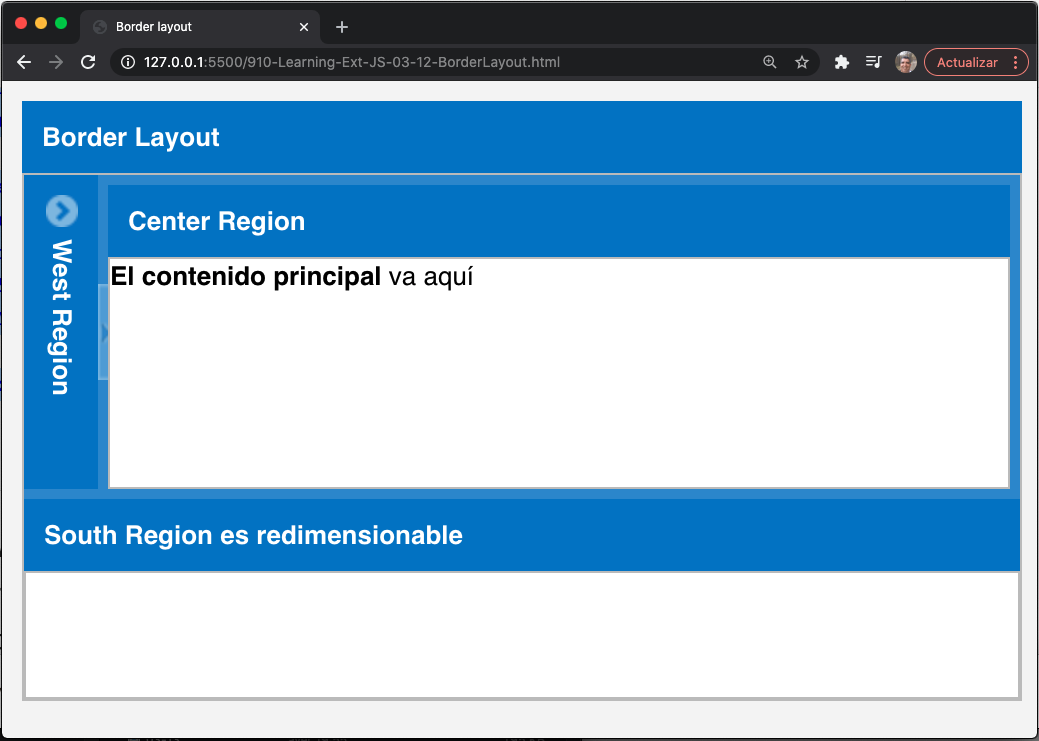 Border layout
127.0.0.1:5500/910-Learning-Ext-JS-03-12-BorderLayout.html
Actualizar
Border Layout
West Region
Center Region
El contenido principal va aquí
South Region es redimensionable